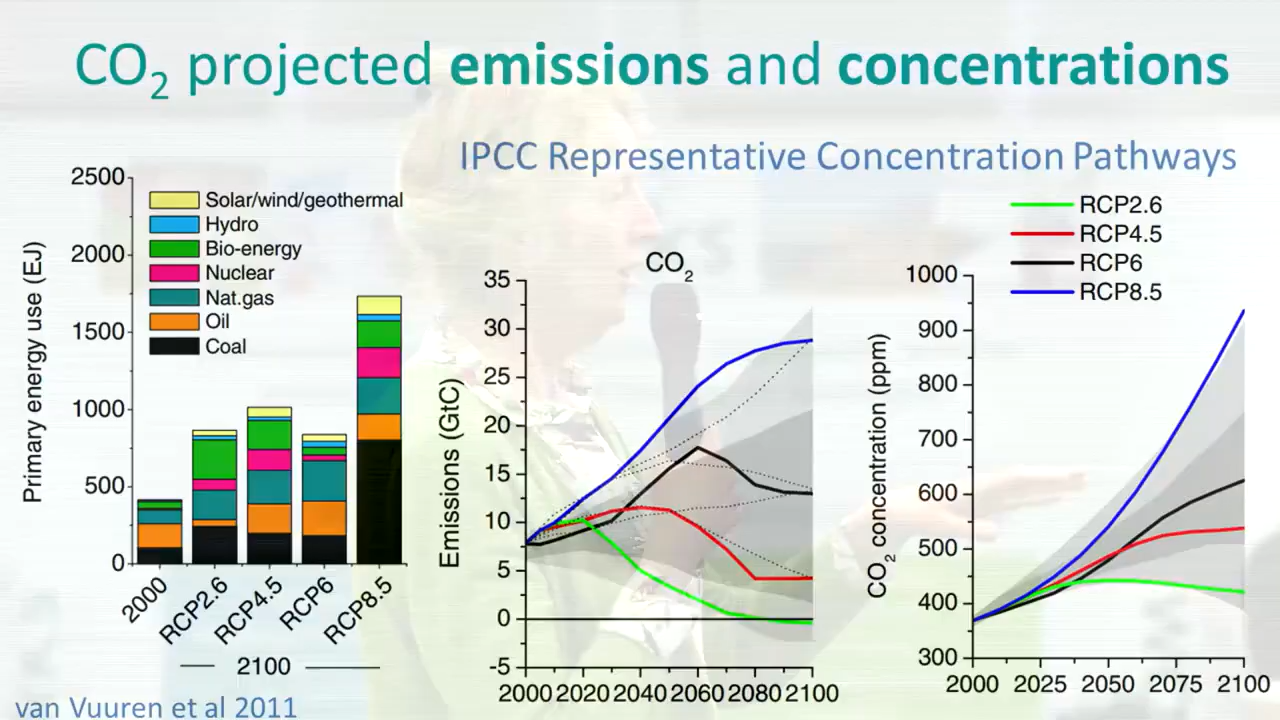 CO2 projected emissions and concentrations
IPCC Representative Concentration Pathways
Primary energy use (EJ)
2500
2000
1500
1000
500
0
Solar/wind/geothermal
Hydro
Bio-energy
Nuclear
Nat.gas
Oil
Coal
2000
RCP2.6
RCP4.5
RCP6
RCP8.5
2100
CO2
Emissions (GtC)
35
30
25
20
15
10
5
0
-5
2000 2020 2040 2060 2080 2100
RCP2.6
RCP4.5
RCP6
RCP8.5
CO2 concentration (ppm)
1000
900
800
700
600
500
400
300
2000 2025 2050 2075 2100
van Vuuren et al 2011